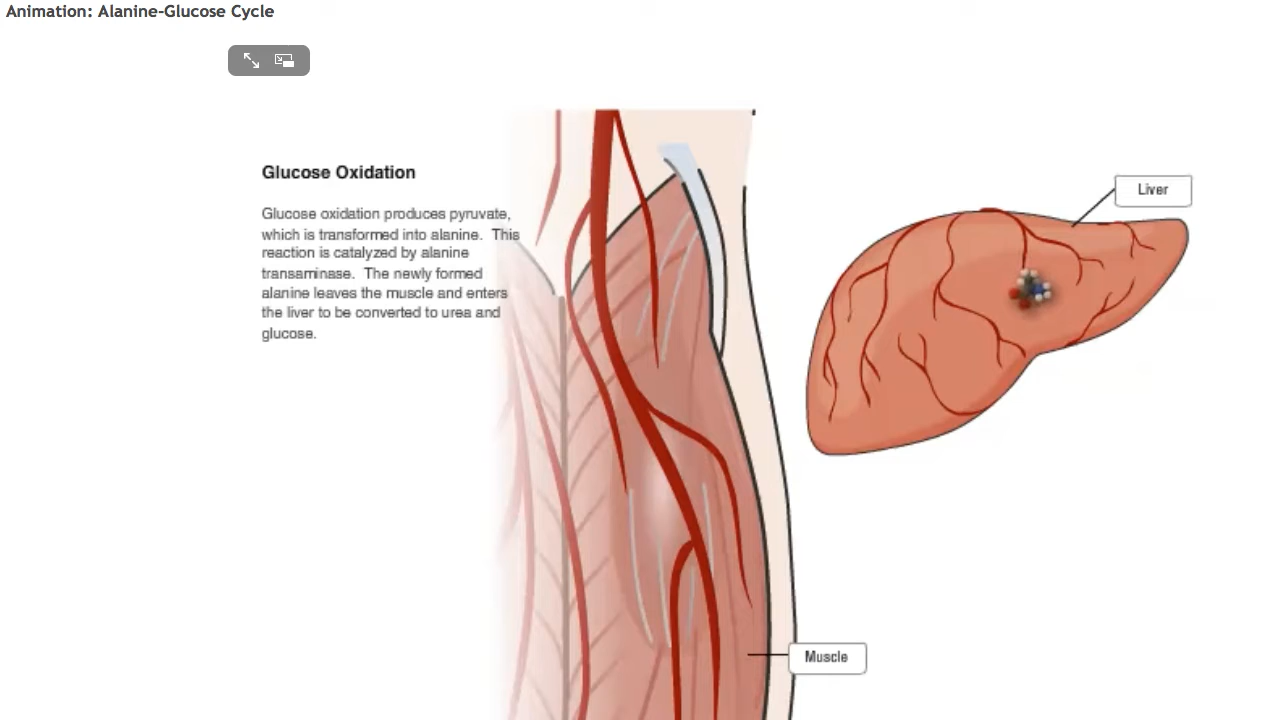 Animation: Alanine-Glucose Cycle
Glucose Oxidation
Glucose oxidation produces pyruvate,
which is transformed into alanine. This
reaction is catalyzed by alanine
transaminase. The newly formed
alanine leaves the muscle and enters
the liver to be converted to urea and
glucose.
Liver
Muscle